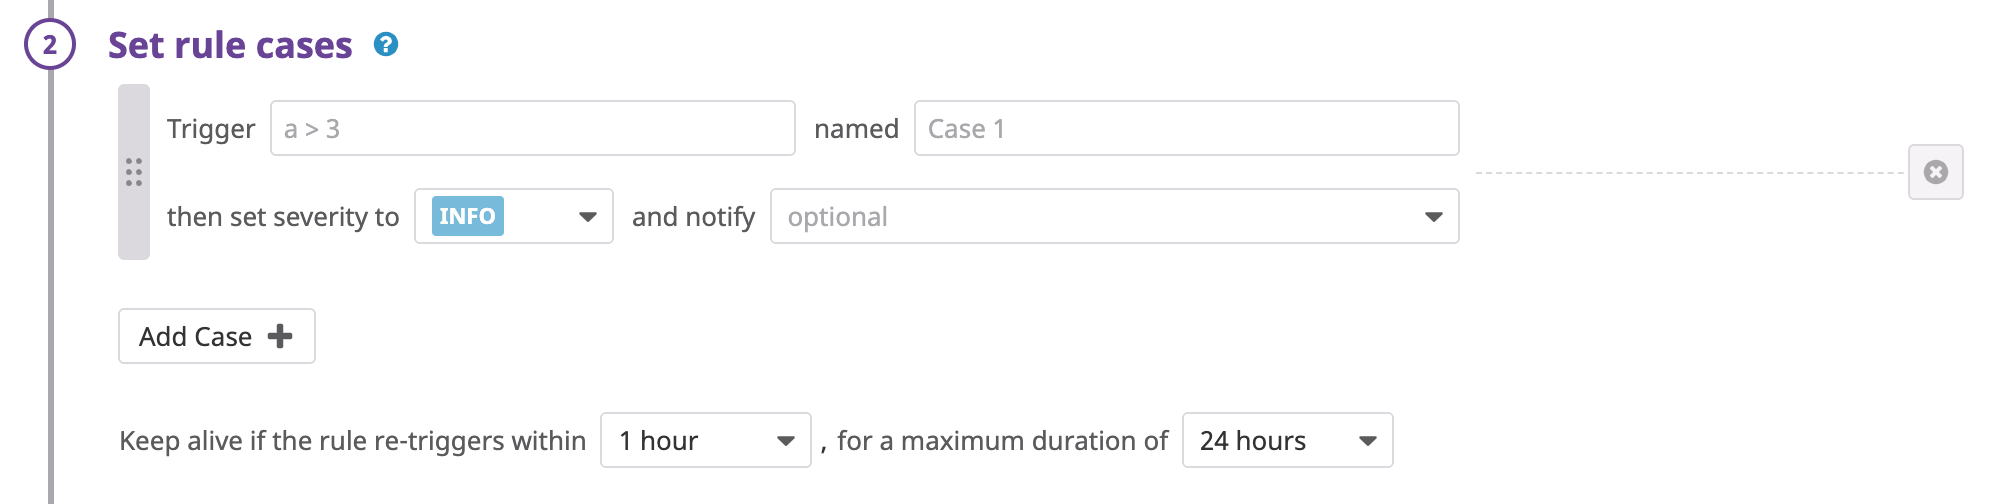 2 Set rule cases ?
Trigger a > 3 named Case 1
then set severity to INFO and notify optional
Add Case
Keep alive if the rule re-triggers within 1 hour , for a maximum duration of 24 hours